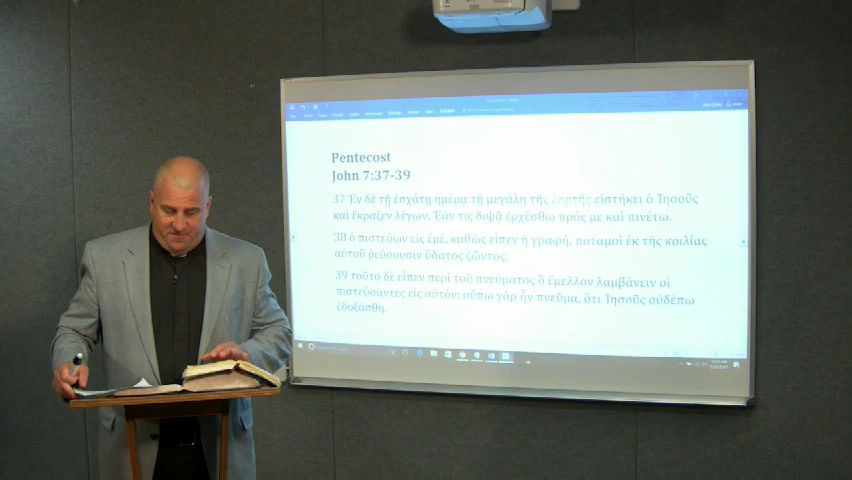 Pentecost
John 7:37-39
37 Ἐν δὲ τῇ ἐσχάτῃ ἡμέρᾳ τῇ μεγάλῃ τῆς ἑορτῆς εἱστήκει ὁ Ἰησοῦς
καὶ ἔκραξεν λέγων, Ἐάν τις διψᾷ ἐρχέσθω πρός με καὶ πινέτω.
38 ὁ πιστεύων εἰς ἐμέ, καθὼς εἶπεν ἡ γραφή, ποταμοὶ ἐκ τῆς κοιλίας
αὐτοῦ ῥεύσουσιν ὕδατος ζῶντος.
39 τοῦτο δὲ εἶπεν περὶ τοῦ πνεύματος ὃ ἔμελλον λαμβάνειν οἱ
πιστεύσαντες εἰς αὐτόν; οὔπω γὰρ ἦν πνεῦμα, ὅτι Ἰησοῦς οὐδέπω
ἐδοξάσθη.